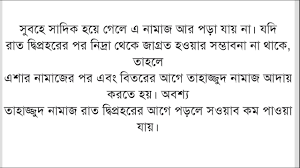 সুবহে সাদিক হয়ে গেলে এ নামাজ আর পড়া যায় না। যদি
রাত দ্বিপ্রহরের পর নিদ্রা থেকে জাগ্রত হওয়ার সম্ভাবনা না থাকে,
তাহলে
এশার নামাজের পর এবং বিতরের আগে তাহাজ্জুদ নামাজ আদায়
করতে হয়। অবশ্য
তাহাজ্জুদ নামাজ রাত দ্বিপ্রহরের আগে পড়লে সওয়াব কম পাওয়া
যায়।